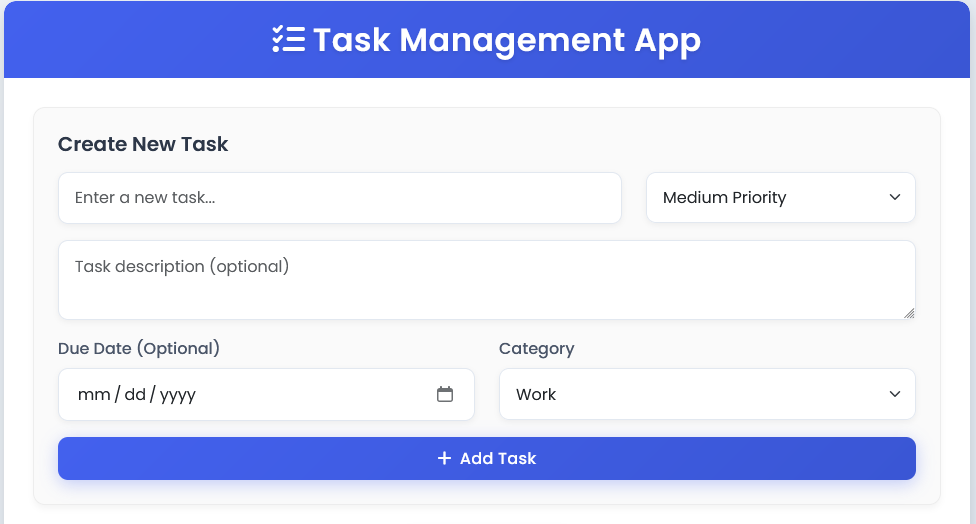 Task Management App
Create New Task
Enter a new task...
Medium Priority
Task description (optional)
Due Date (Optional)
Category
mm / dd / yyyy
Work
+ Add Task